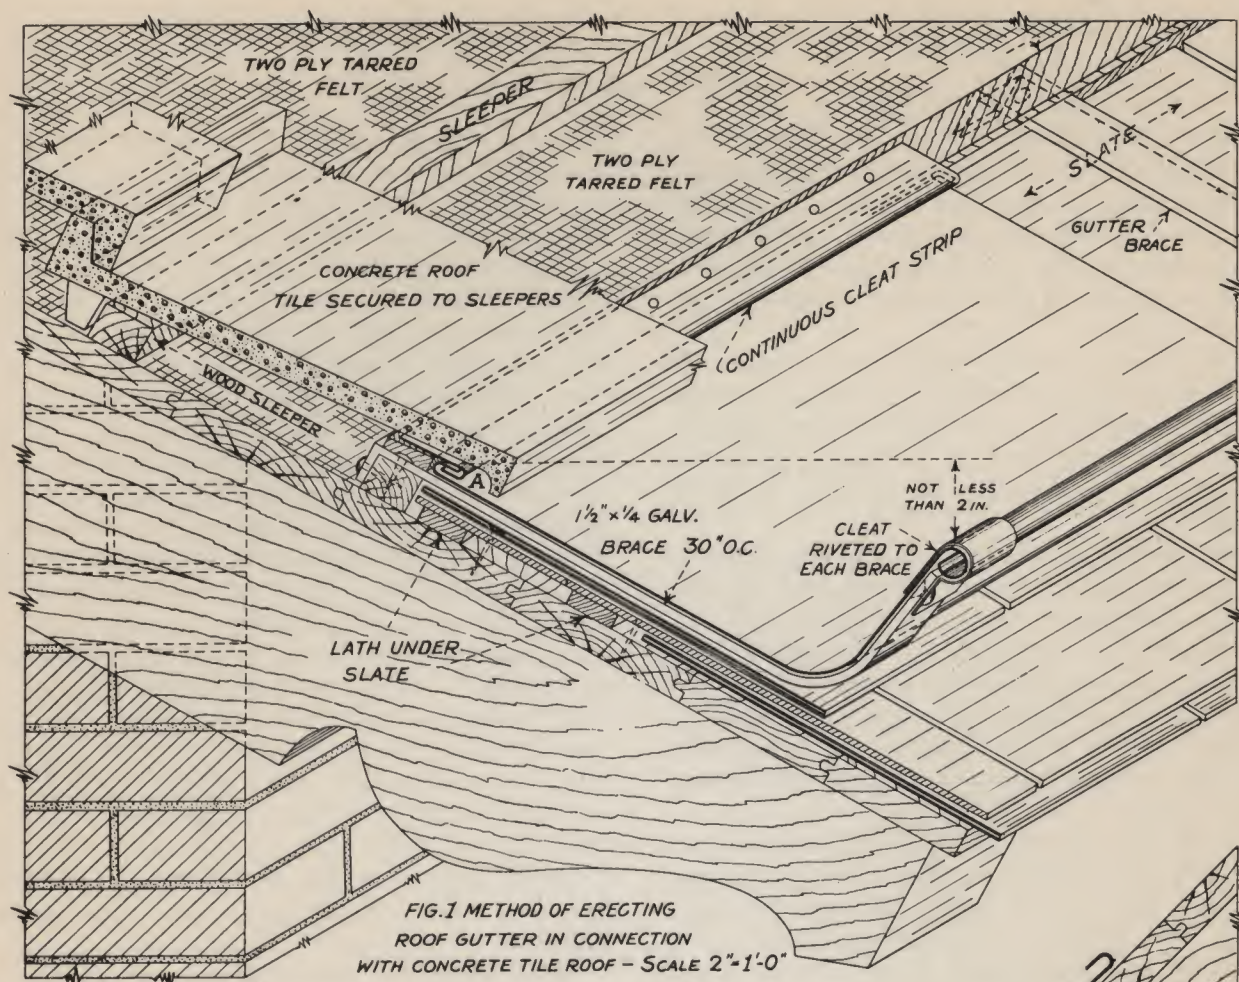 TWO PLY TARRED
FELT
SLEEPER
TWO PLY
TARRED FELT
SLATE
GUTTER
BRACE
CONCRETE ROOF
TILE SECURED TO SLEEPERS
CONTINUOUS CLEAT STRIP
WOOD SLEEPER
A
NOT LESS
THAN 2 IN.
1½" × ¼ GALV.
BRACE 30" O.C.
CLEAT
RIVETED TO
EACH BRACE
LATH UNDER
SLATE
FIG.1 METHOD OF ERECTING
ROOF GUTTER IN CONNECTION
WITH CONCRETE TILE ROOF – SCALE 2"=1'-0"